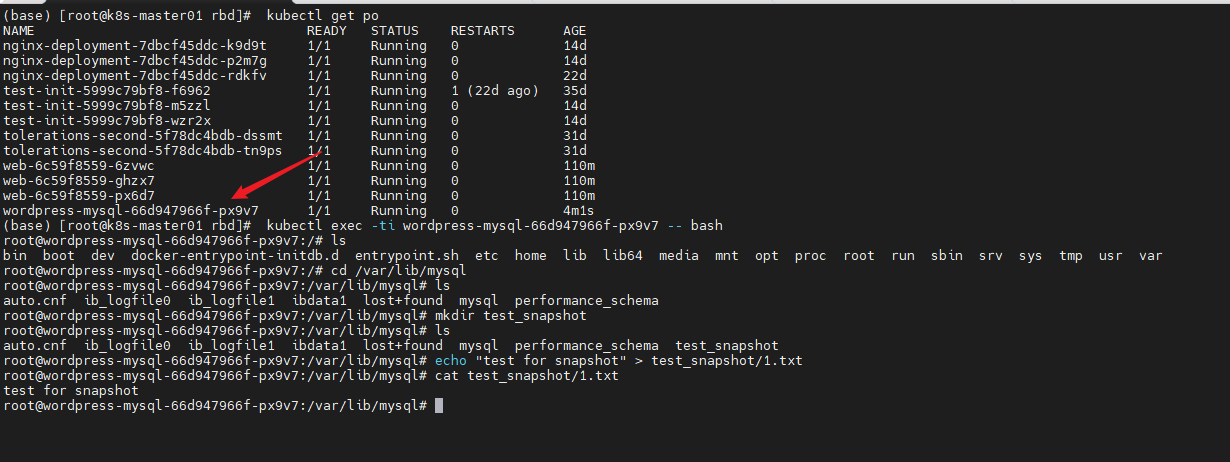 (base) [root@k8s-master01 rbd]#  kubectl get po
NAME                                  READY   STATUS    RESTARTS      AGE
nginx-deployment-7dbcf45ddc-k9d9t     1/1     Running   0             14d
nginx-deployment-7dbcf45ddc-p2m7g     1/1     Running   0             14d
nginx-deployment-7dbcf45ddc-rdkfv     1/1     Running   0             22d
test-init-5999c79bf8-f6962            1/1     Running   1 (22d ago)   35d
test-init-5999c79bf8-m5zzl            1/1     Running   0             14d
test-init-5999c79bf8-wzr2x            1/1     Running   0             14d
tolerations-second-5f78dc4bdb-dssmt   1/1     Running   0             31d
tolerations-second-5f78dc4bdb-tn9ps   1/1     Running   0             31d
web-6c59f8559-6zvwc                   1/1     Running   0             110m
web-6c59f8559-ghzx7                   1/1     Running   0             110m
web-6c59f8559-px6d7                   1/1     Running   0             110m
wordpress-mysql-66d947966f-px9v7      1/1     Running   0             4m1s
(base) [root@k8s-master01 rbd]#  kubectl exec -ti wordpress-mysql-66d947966f-px9v7 -- bash
root@wordpress-mysql-66d947966f-px9v7:/# ls
bin  boot  dev  docker-entrypoint-initdb.d  entrypoint.sh  etc  home  lib  lib64  media  mnt  opt  proc  root  run  sbin  srv  sys  tmp  usr  var
root@wordpress-mysql-66d947966f-px9v7:/# cd /var/lib/mysql
root@wordpress-mysql-66d947966f-px9v7:/var/lib/mysql# ls
auto.cnf  ib_logfile0  ib_logfile1  ibdata1  lost+found  mysql  performance_schema
root@wordpress-mysql-66d947966f-px9v7:/var/lib/mysql# mkdir test_snapshot
root@wordpress-mysql-66d947966f-px9v7:/var/lib/mysql# ls
auto.cnf  ib_logfile0  ib_logfile1  ibdata1  lost+found  mysql  performance_schema  test_snapshot
root@wordpress-mysql-66d947966f-px9v7:/var/lib/mysql# echo "test for snapshot" > test_snapshot/1.txt
root@wordpress-mysql-66d947966f-px9v7:/var/lib/mysql# cat test_snapshot/1.txt
test for snapshot
root@wordpress-mysql-66d947966f-px9v7:/var/lib/mysql#